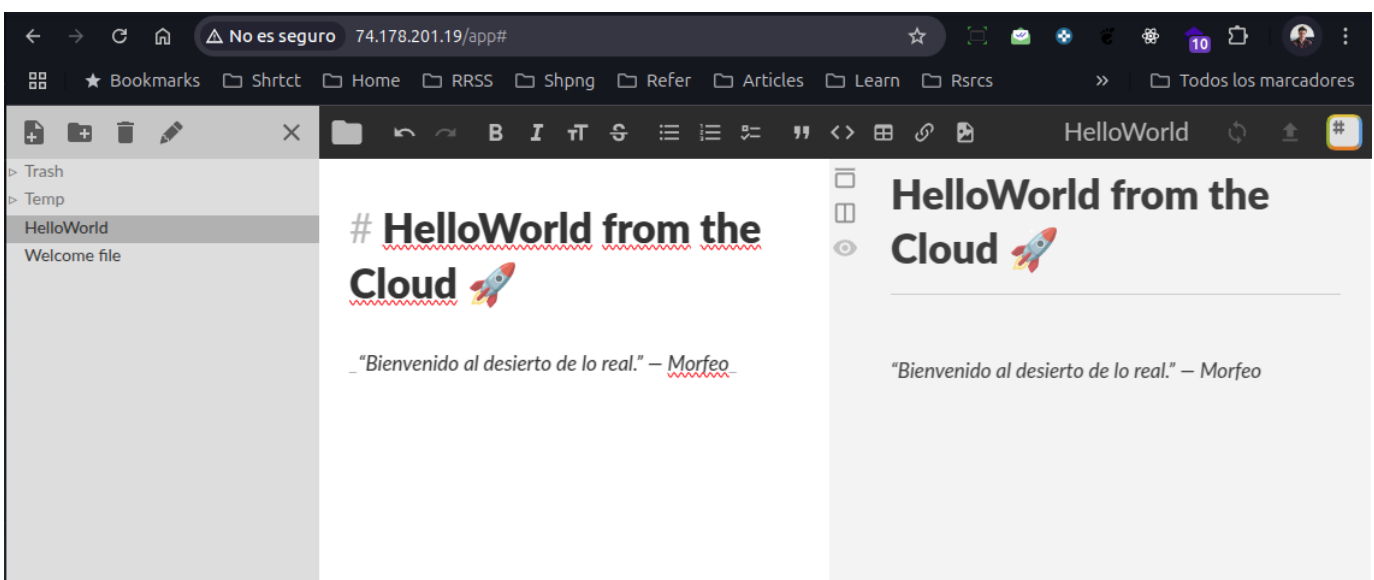 No es seguro 74.178.201.19/app#
10
Bookmarks Shrtct Home RRSS Shpng Refer Articles Learn Rsrcs » Todos los marcadores
B I TT S HelloWorld #
Trash
Temp
HelloWorld
Welcome file
# HelloWorld from the
Cloud 🚀
_“Bienvenido al desierto de lo real.” — Morfeo_
HelloWorld from the
Cloud 🚀
“Bienvenido al desierto de lo real.” — Morfeo